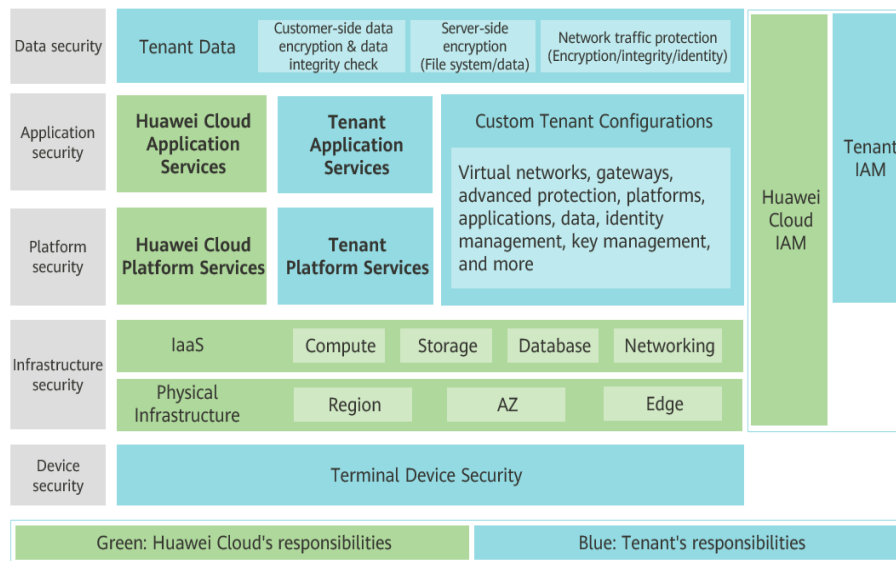 Data security
Tenant Data
Customer-side data
encryption & data
integrity check
Server-side
encryption
(File system/data)
Network traffic protection
(Encryption/integrity/identity)
Application
security
Huawei Cloud
Application
Services
Tenant
Application
Services
Custom Tenant Configurations
Virtual networks, gateways,
advanced protection, platforms,
applications, data, identity
management, key management,
and more
Platform
security
Huawei Cloud
Platform Services
Tenant
Platform Services
Huawei
Cloud
IAM
Tenant
IAM
Infrastructure
security
IaaS
Compute
Storage
Database
Networking
Physical
Infrastructure
Region
AZ
Edge
Device
security
Terminal Device Security
Green: Huawei Cloud's responsibilities
Blue: Tenant's responsibilities